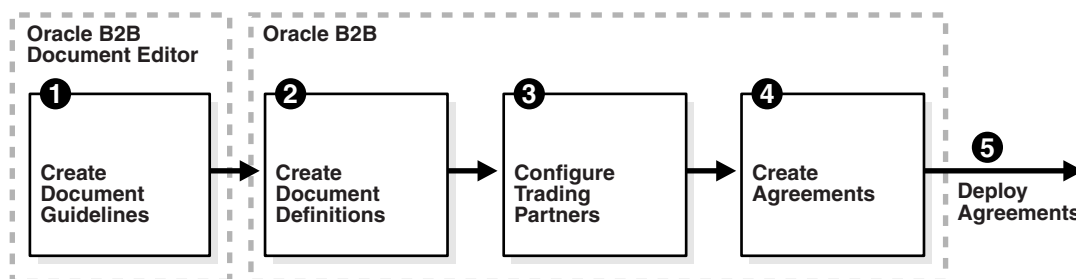 Oracle B2B
Document Editor
Oracle B2B
1
Create
Document
Guidelines
2
Create
Document
Definitions
3
Configure
Trading
Partners
4
Create
Agreements
5
Deploy
Agreements